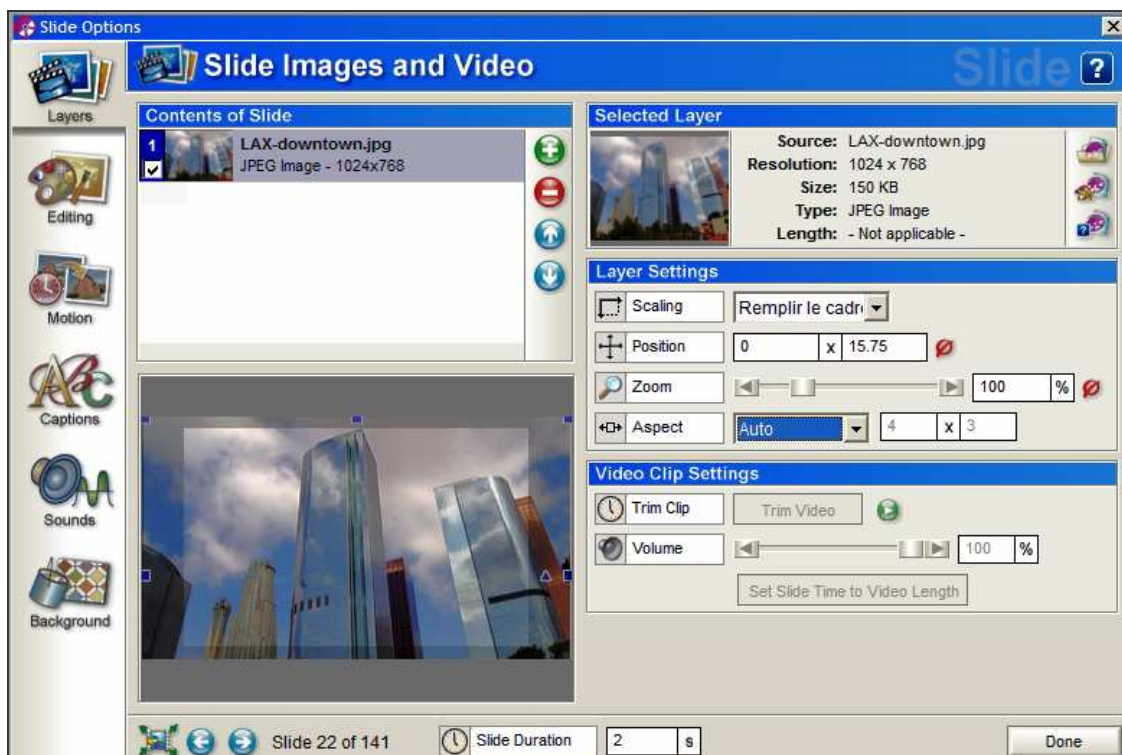 Slide Options
Slide Images and Video
Slide
?
Layers
Editing
Motion
Captions
Sounds
Background
Contents of Slide
1
LAX-downtown.jpg
JPEG Image - 1024x768
Selected Layer
Source: LAX-downtown.jpg
Resolution: 1024 x 768
Size: 150 KB
Type: JPEG Image
Length: - Not applicable -
Layer Settings
Scaling Remplir le cadr
Position 0 x 15.75
Zoom 100 %
Aspect Auto 4 x 3
Video Clip Settings
Trim Clip Trim Video
Volume 100 %
Set Slide Time to Video Length
Slide 22 of 141 Slide Duration 2 s Done